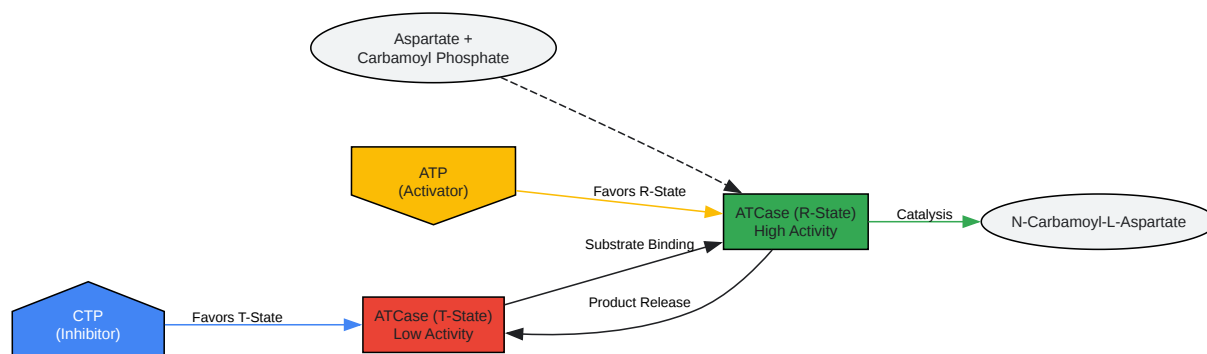 Aspartate +
Carbamoyl Phosphate
ATP
(Activator)
Favors R-State
ATCase (R-State)
High Activity
Catalysis
N-Carbamoyl-L-Aspartate
Substrate Binding
Product Release
CTP
(Inhibitor)
Favors T-State
ATCase (T-State)
Low Activity